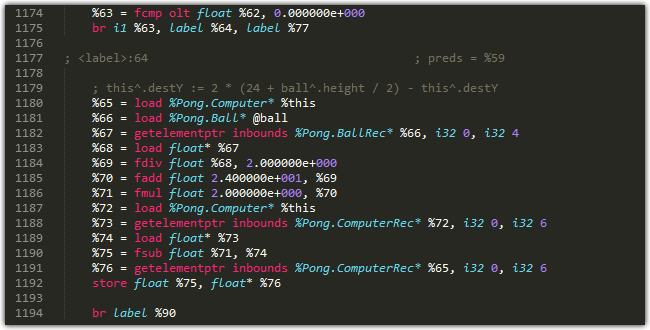 1174 %63 = fcmp olt float %62, 0.000000e+000
1175 br i1 %63, label %64, label %77
1176
1177 ; <label>:64 ; preds = %59
1178
1179 ; this^.destY := 2 * (24 + ball^.height / 2) - this^.destY
1180 %65 = load %Pong.Computer* %this
1181 %66 = load %Pong.Ball* @ball
1182 %67 = getelementptr inbounds %Pong.BallRec* %66, i32 0, i32 4
1183 %68 = load float* %67
1184 %69 = fdiv float %68, 2.000000e+000
1185 %70 = fadd float 2.400000e+001, %69
1186 %71 = fmul float 2.000000e+000, %70
1187 %72 = load %Pong.Computer* %this
1188 %73 = getelementptr inbounds %Pong.ComputerRec* %72, i32 0, i32 6
1189 %74 = load float* %73
1190 %75 = fsub float %71, %74
1191 %76 = getelementptr inbounds %Pong.ComputerRec* %65, i32 0, i32 6
1192 store float %75, float* %76
1193
1194 br label %90